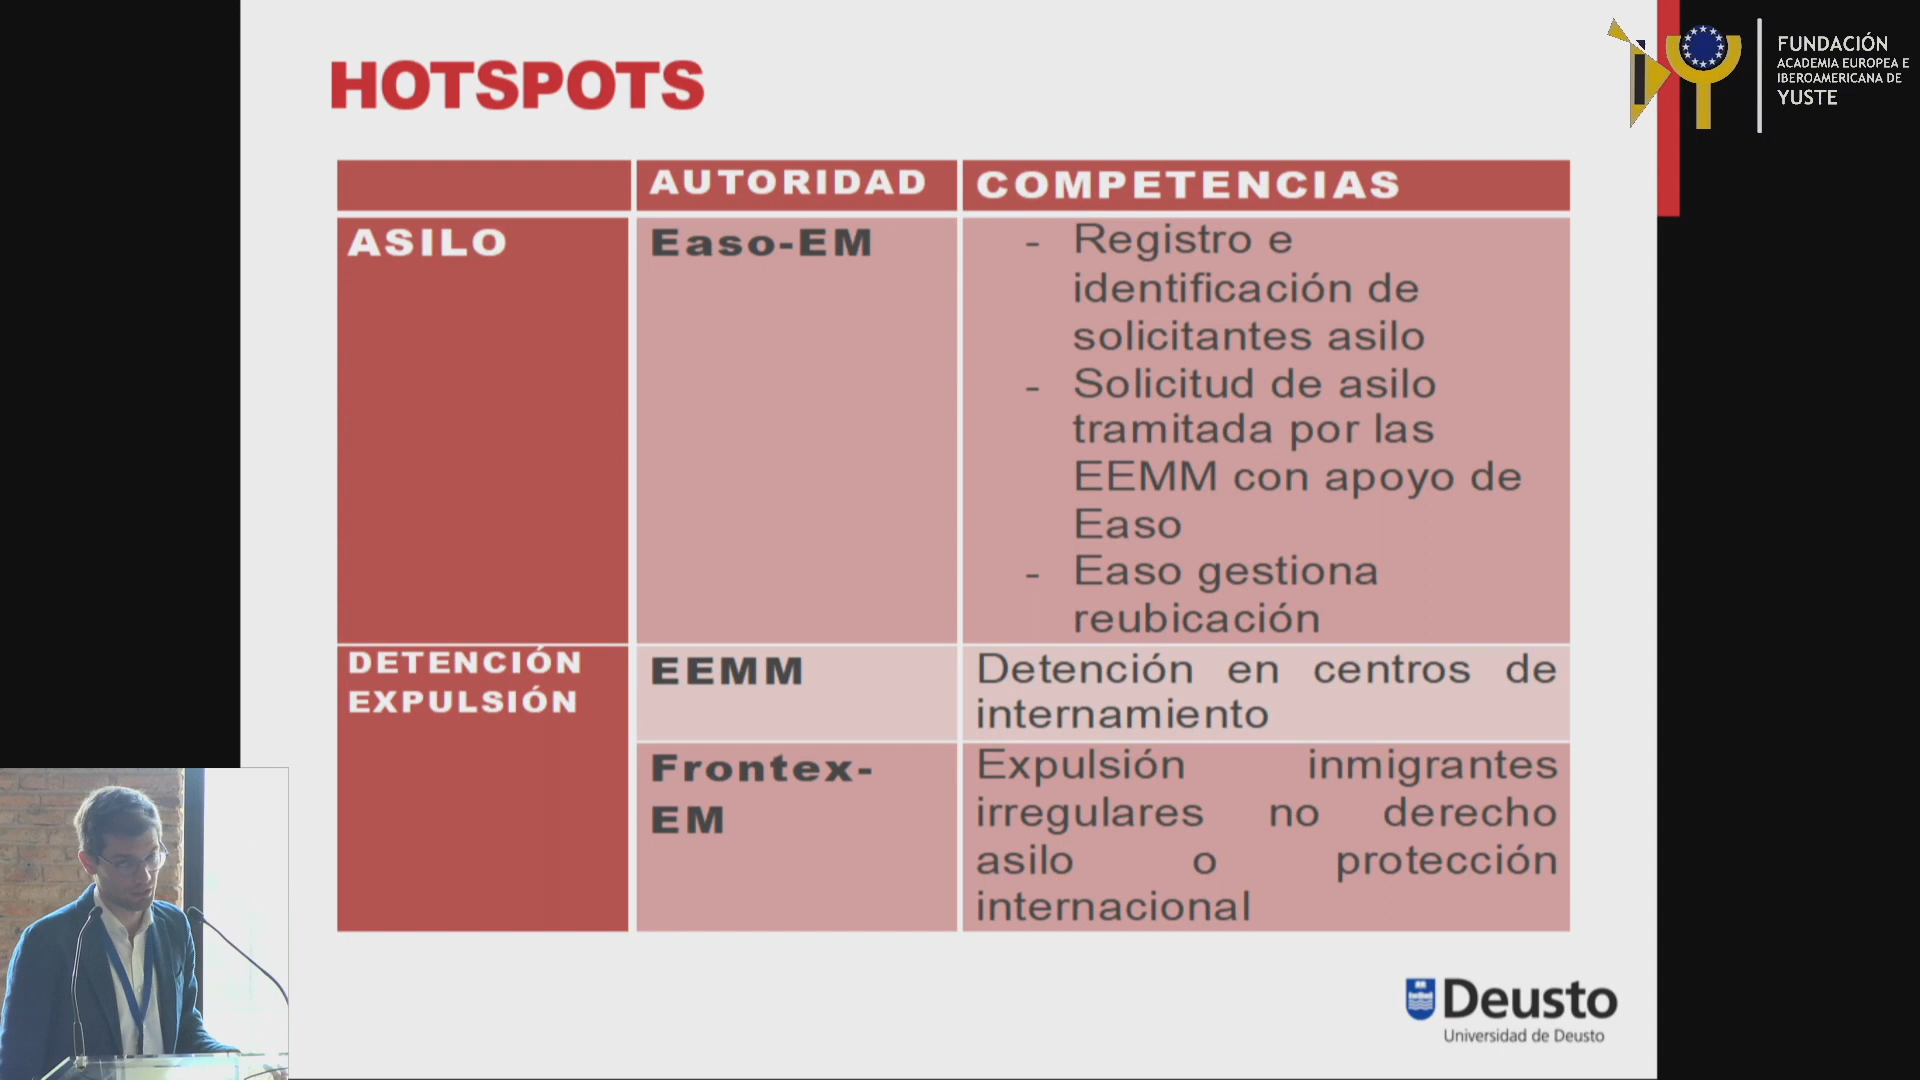 HOTSPOTS
FUNDACIÓN
ACADEMIA EUROPEA E
IBEROAMERICANA DE
YUSTE
AUTORIDAD
COMPETENCIAS
ASILO
Easo-EM
- Registro e
identificación de
solicitantes asilo
- Solicitud de asilo
tramitada por las
EEMM con apoyo de
Easo
- Easo gestiona
reubicación
DETENCIÓN
EXPULSIÓN
EEMM
Detención en centros de
internamiento
Frontex-
EM
Expulsión inmigrantes
irregulares no derecho
asilo o protección
internacional
Deusto
Universidad de Deusto